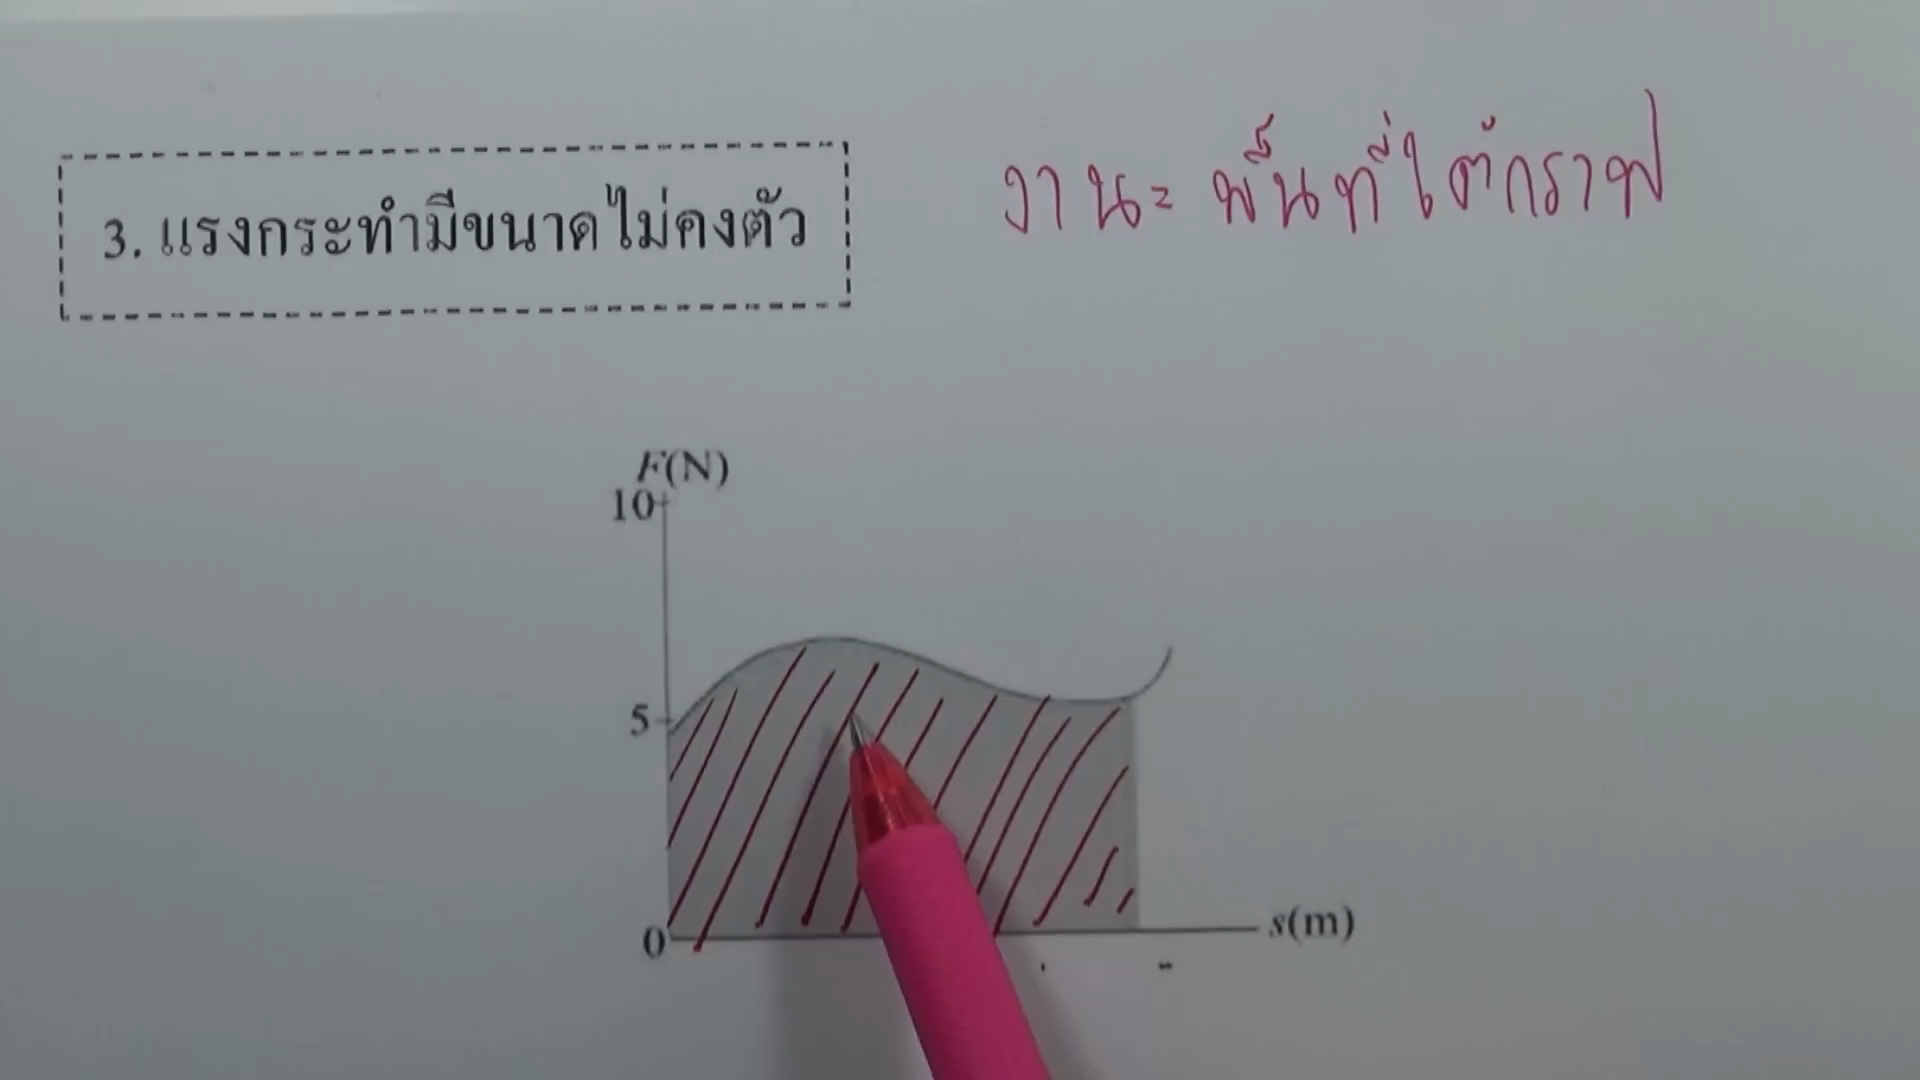 3. แรงกระทำมีขนาดไม่คงตัว
งาน = พื้นที่ใต้กราฟ
F(N)
10
5
0
s(m)